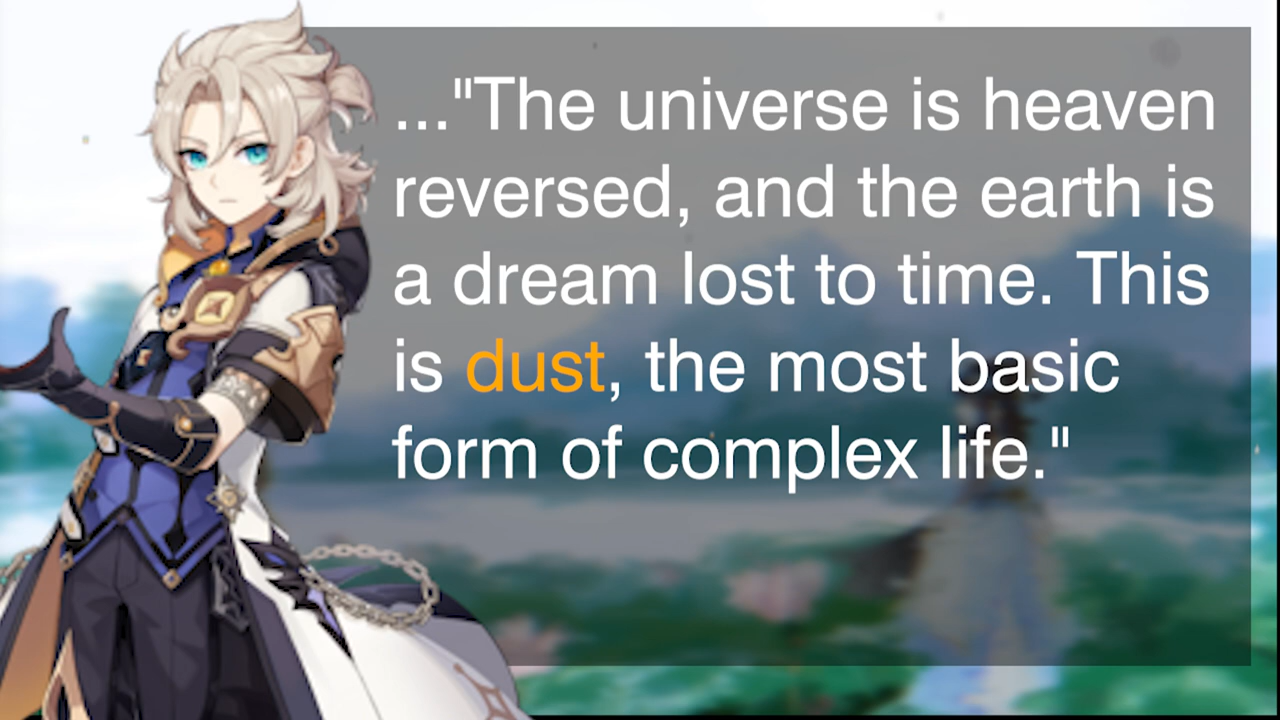 ..."The universe is heaven
reversed, and the earth is
a dream lost to time. This
is dust, the most basic
form of complex life."